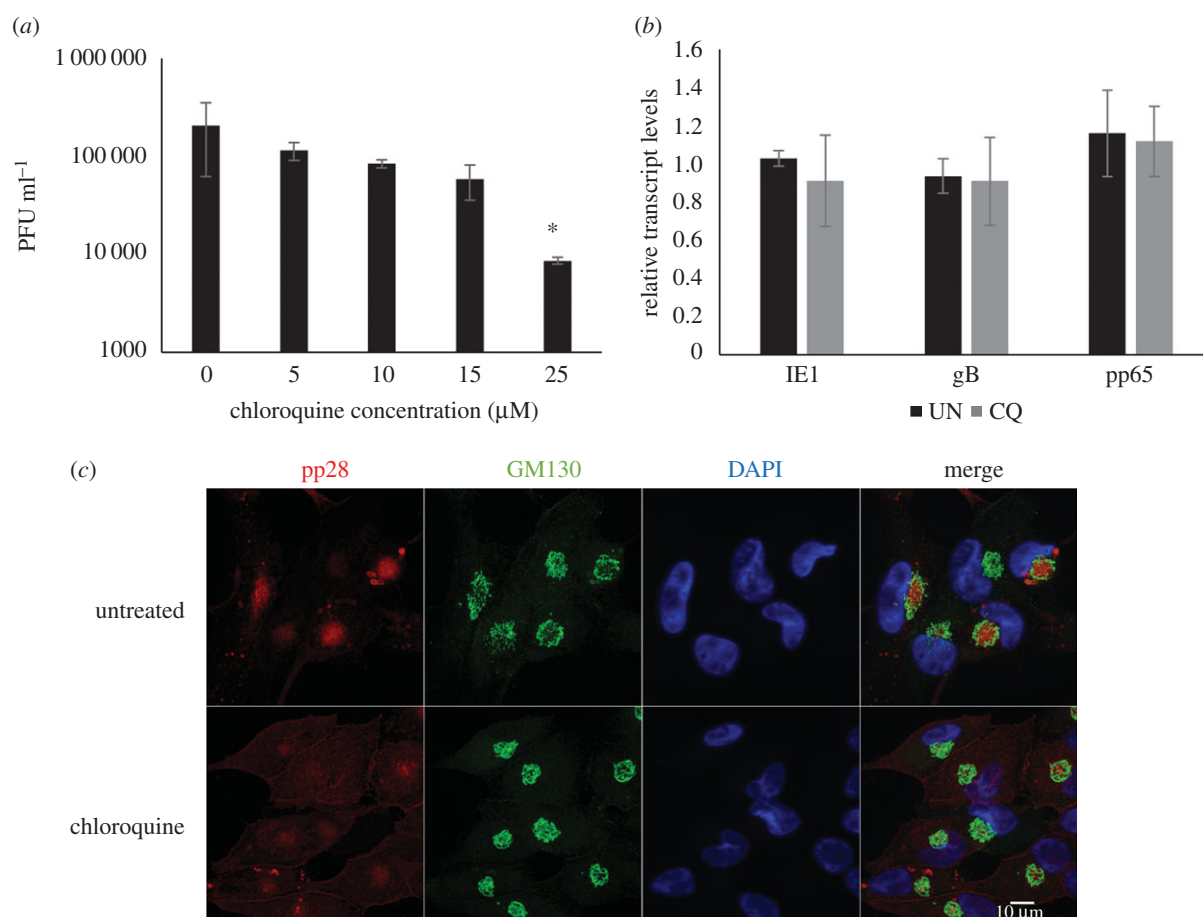 (a)
1 000 000
100 000
10 000
1000
PFU ml⁻¹
*
0 5 10 15 25
chloroquine concentration (µM)
(b)
1.6
1.4
1.2
1.0
0.8
0.6
0.4
0.2
0
relative transcript levels
IE1 gB pp65
UN CQ
(c)
pp28 GM130 DAPI merge
untreated
chloroquine
10 µm